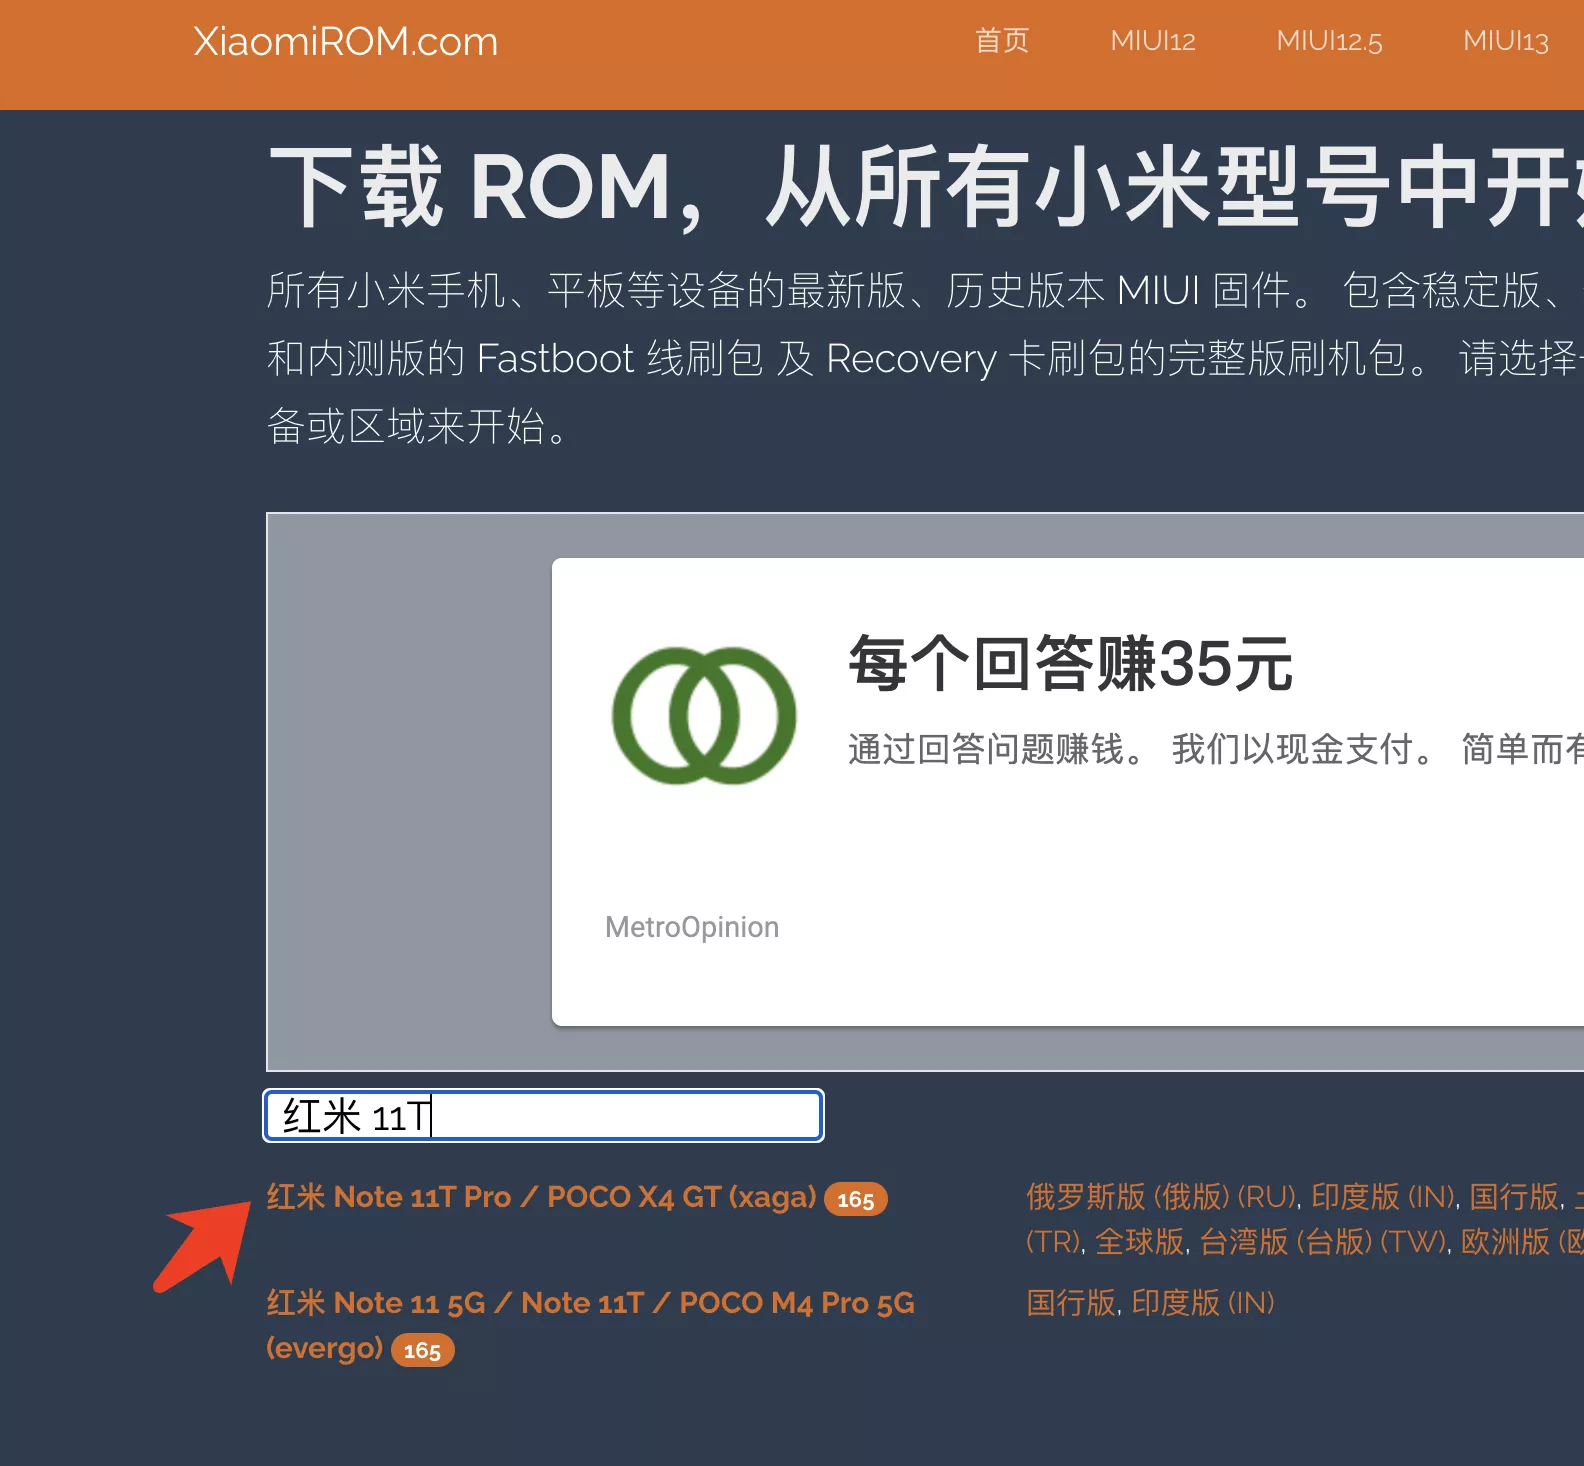 XiaomiROM.com
首页 MIUI12 MIUI12.5 MIUI13
下载 ROM，从所有小米型号中开
所有小米手机、平板等设备的最新版、历史版本 MIUI 固件。 包含稳定版、
和内测版的 Fastboot 线刷包 及 Recovery 卡刷包的完整版刷机包。 请选择
备或区域来开始。
每个回答赚35元
通过回答问题赚钱。 我们以现金支付。 简单而有
MetroOpinion
红米 11T
红米 Note 11T Pro / POCO X4 GT (xaga) 165
俄罗斯版 (俄版) (RU), 印度版 (IN), 国行版,
(TR), 全球版, 台湾版 (台版) (TW), 欧洲版 (欧
红米 Note 11 5G / Note 11T / POCO M4 Pro 5G
(evergo) 165
国行版, 印度版 (IN)